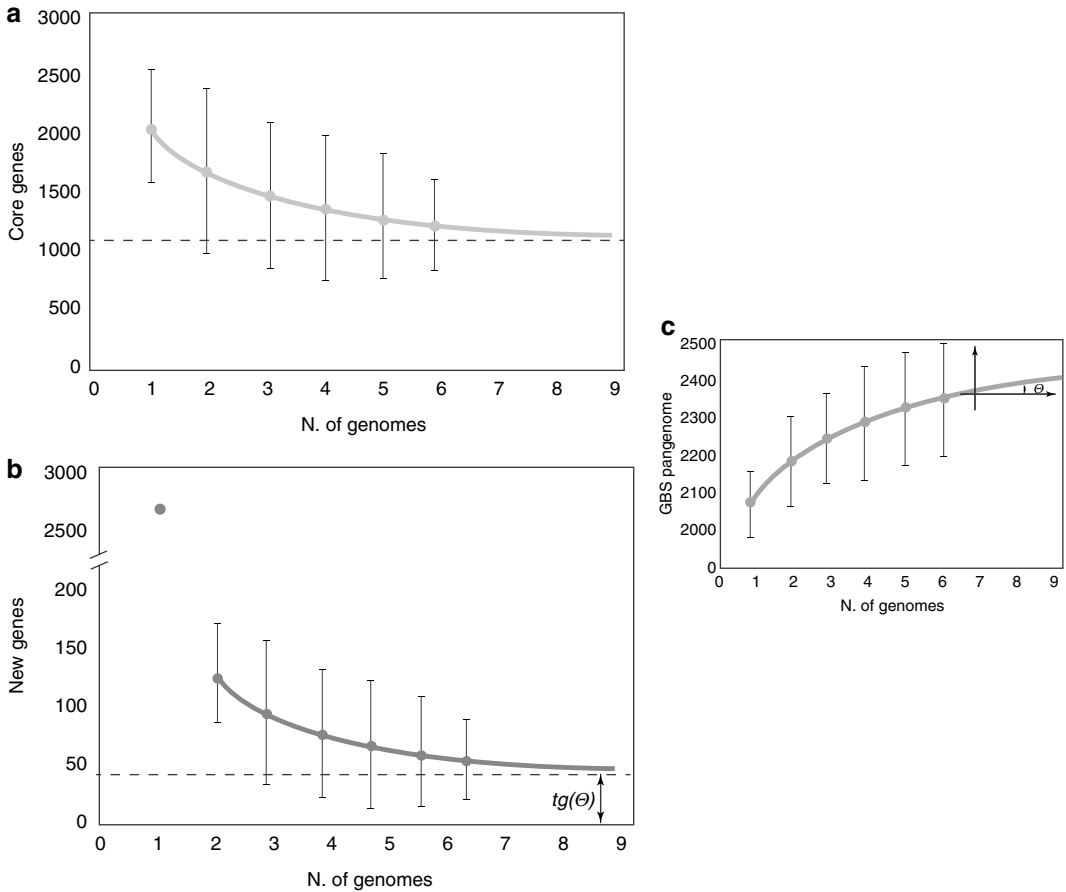 a
3000
2500
2000
1500
1000
500
0
Core genes
0 1 2 3 4 5 6 7 8 9
N. of genomes
b
3000
2500
200
150
100
50
0
New genes
tg(Θ)
0 1 2 3 4 5 6 7 8 9
N. of genomes
c
2500
2400
2300
2200
2100
2000
0
GBS pangenome
Θ
0 1 2 3 4 5 6 7 8 9
N. of genomes